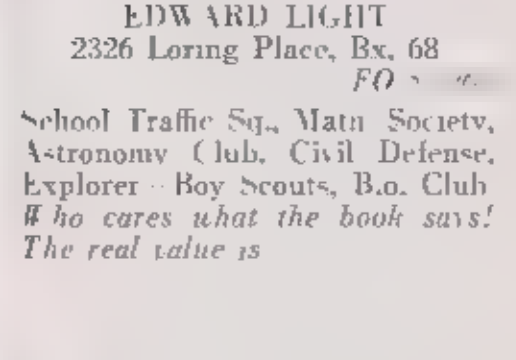 EDWARD LIGHT
2326 Loring Place, Bx. 68
FO
School Traffic Sq., Math Society,
Astronomy Club, Civil Defense,
Explorer - Boy Scouts, B.o. Club
Who cares what the book says!
The real value is